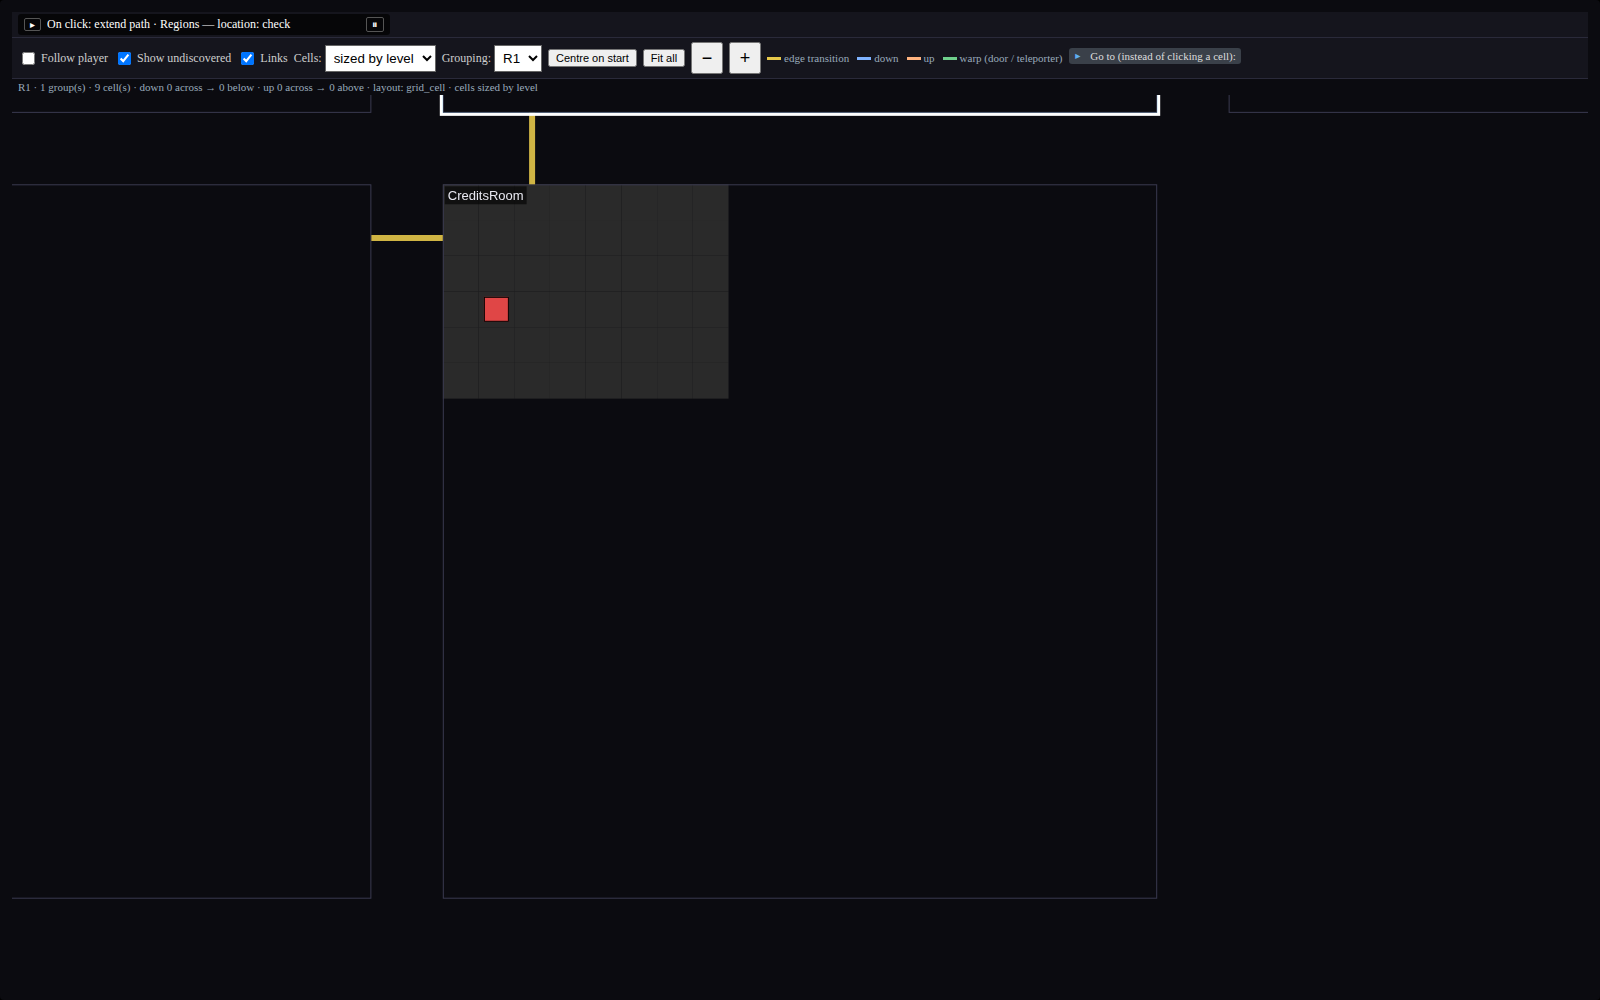 On click: extend path · Regions — location: check
Follow player Show undiscovered Links Cells: sized by level Grouping: R1 Centre on start Fit all − + edge transition down up warp (door / teleporter) Go to (instead of clicking a cell):
R1 · 1 group(s) · 9 cell(s) · down 0 across → 0 below · up 0 across → 0 above · layout: grid_cell · cells sized by level
CreditsRoom